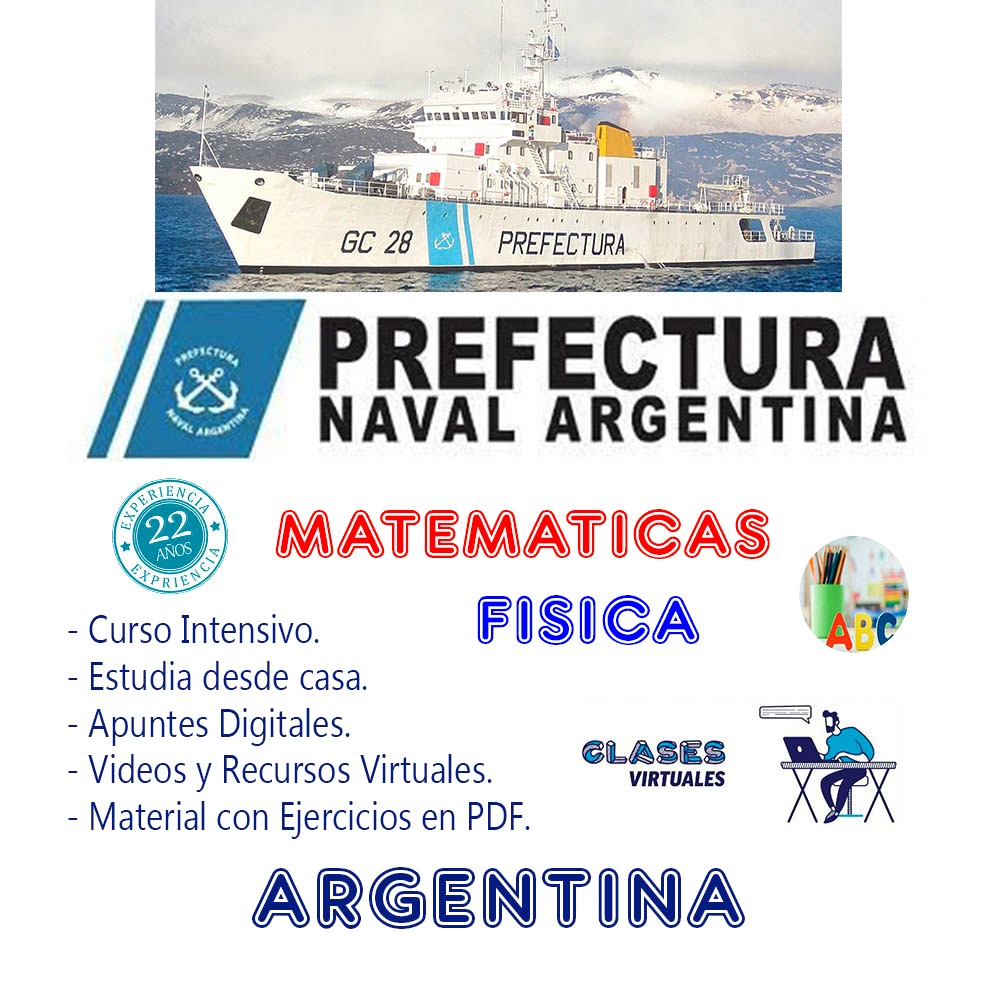 GC 28 PREFECTURA
PREFECTURA
NAVAL ARGENTINA
PREFECTURA
NAVAL ARGENTINA
EXPERIENCIA
22
AÑOS
EXPRIENCIA
MATEMATICAS
FISICA
ABC
- Curso Intensivo.
- Estudia desde casa.
- Apuntes Digitales.
- Videos y Recursos Virtuales.
- Material con Ejercicios en PDF.
CLASES
VIRTUALES
ARGENTINA